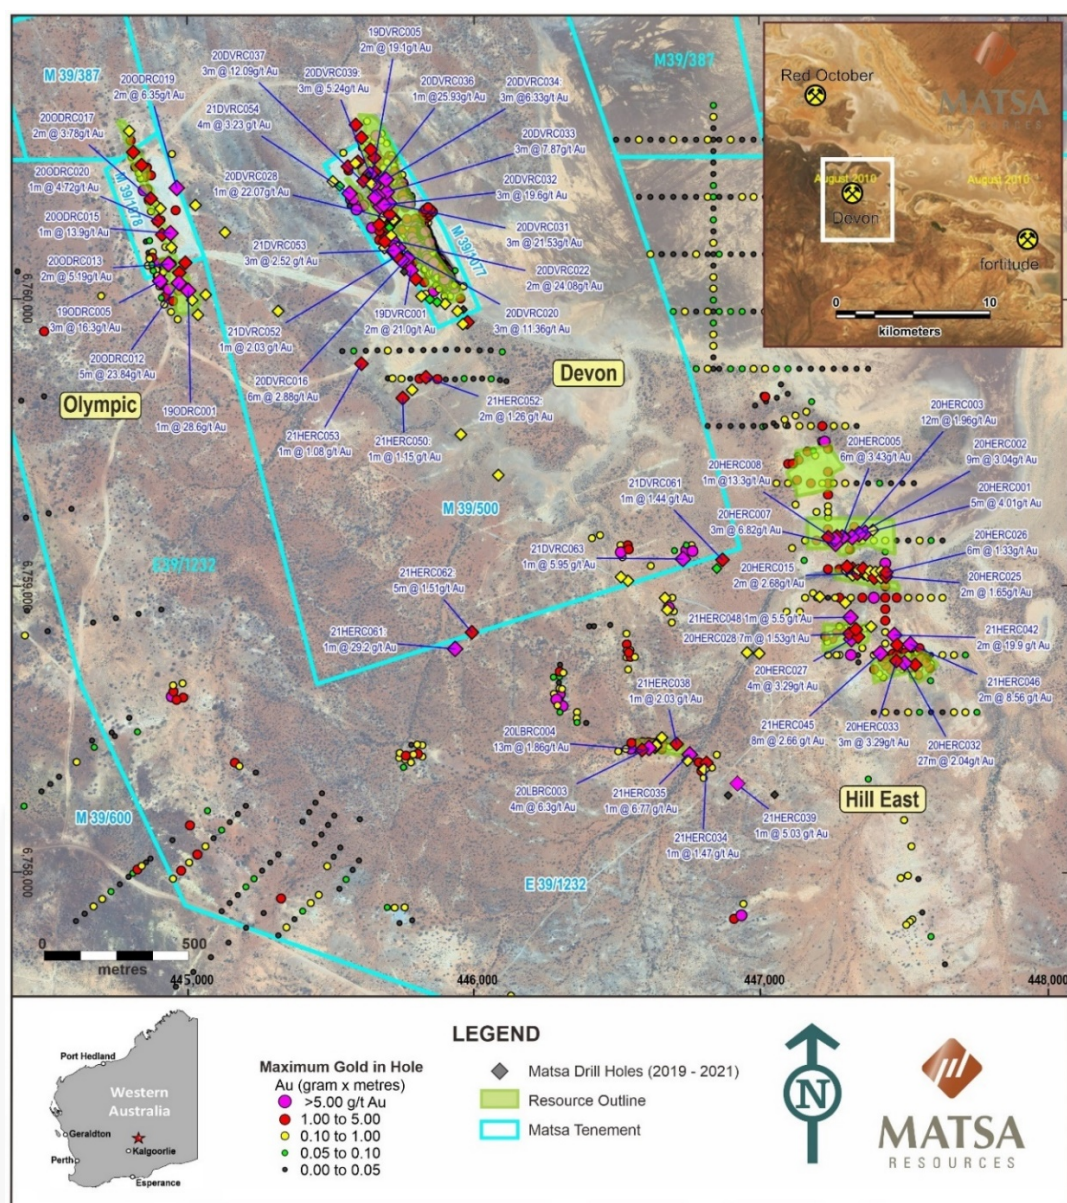 M 39/387
20ODRC019
2m @ 6.35g/t Au
20ODRC017
2m @ 3.78g/t Au
20ODRC020
1m @ 4.72g/t Au
20ODRC015
1m @ 13.9g/t Au
20ODRC013
2m @ 5.19g/t Au
19ODRC005
3m @ 16.3g/t Au
20ODRC012
5m @ 23.84g/t Au
Olympic
19ODRC001
1m @ 28.6g/t Au
M 39/1078
20DVRC037
3m @ 12.09g/t Au
21DVRC054
4m @ 3.23 g/t Au
20DVRC028
1m @ 22.07g/t Au
21DVRC053
3m @ 2.52 g/t Au
21DVRC052
1m @ 2.03 g/t Au
20DVRC016
6m @ 2.88g/t Au
19DVRC005
2m @ 19.1g/t Au
20DVRC039:
3m @ 5.24g/t Au
20DVRC036
1m @25.93g/t Au
20DVRC034:
3m @6.33g/t Au
20DVRC033
3m @ 7.87g/t Au
20DVRC032
3m @ 19.6g/t Au
20DVRC031
3m @ 21.53g/t Au
20DVRC022
2m @ 24.08g/t Au
20DVRC020
3m @ 11.36g/t Au
19DVRC001
2m @ 21.0g/t Au
M 39/1077
Devon
21HERC053
1m @ 1.08 g/t Au
21HERC050:
1m @ 1.15 g/t Au
21HERC052:
2m @ 1.26 g/t Au
M39/387
MATSA
RESOURCES
Red October
August 2010
August 2010
Devon
fortitude
0
10
kilometers
M 39/500
21DVRC061
1m @ 1.44 g/t Au
21DVRC063
1m @ 5.95 g/t Au
21HERC062:
5m @ 1.51g/t Au
21HERC061:
1m @ 29.2 g/t Au
20HERC003
12m @ 1.96g/t Au
20HERC005
6m @ 3.43g/t Au
20HERC002
9m @ 3.04g/t Au
20HERC008
1m @13.3g/t Au
20HERC001
5m @ 4.01g/t Au
20HERC007
3m @ 6.82g/t Au
20HERC026
6m @ 1.33g/t Au
20HERC015
2m @ 2.68g/t Au
20HERC025
2m @ 1.65g/t Au
21HERC048 1m @ 5.5 g/t Au
20HERC028 7m @ 1.53g/t Au
21HERC042
2m @ 19.9 g/t Au
20HERC027
4m @ 3.29g/t Au
21HERC046
2m @ 8.56 g/t Au
21HERC045
8m @ 2.66 g/t Au
20HERC033
3m @ 3.29g/t Au
20HERC032
27m @ 2.04g/t Au
Hill East
21HERC038
1m @ 2.03 g/t Au
20LBRC004
13m @ 1.86g/t Au
20LBRC003
4m @ 6.3g/t Au
21HERC035
1m @ 6.77 g/t Au
21HERC034
1m @ 1.47 g/t Au
21HERC039
1m @ 5.03 g/t Au
E39/1232
M 39/600
E 39/1232
6,760,000
6,759,000
6,758,000
0
500
metres
445,000
446,000
447,000
448,000
Port Hedland
Western
Australia
Geraldton
Kalgoorlie
Perth
Esperance
Maximum Gold in Hole
Au (gram x metres)
>5.00 g/t Au
1.00 to 5.00
0.10 to 1.00
0.05 to 0.10
0.00 to 0.05
LEGEND
Matsa Drill Holes (2019 - 2021)
Resource Outline
Matsa Tenement
N
MATSA
RESOURCES